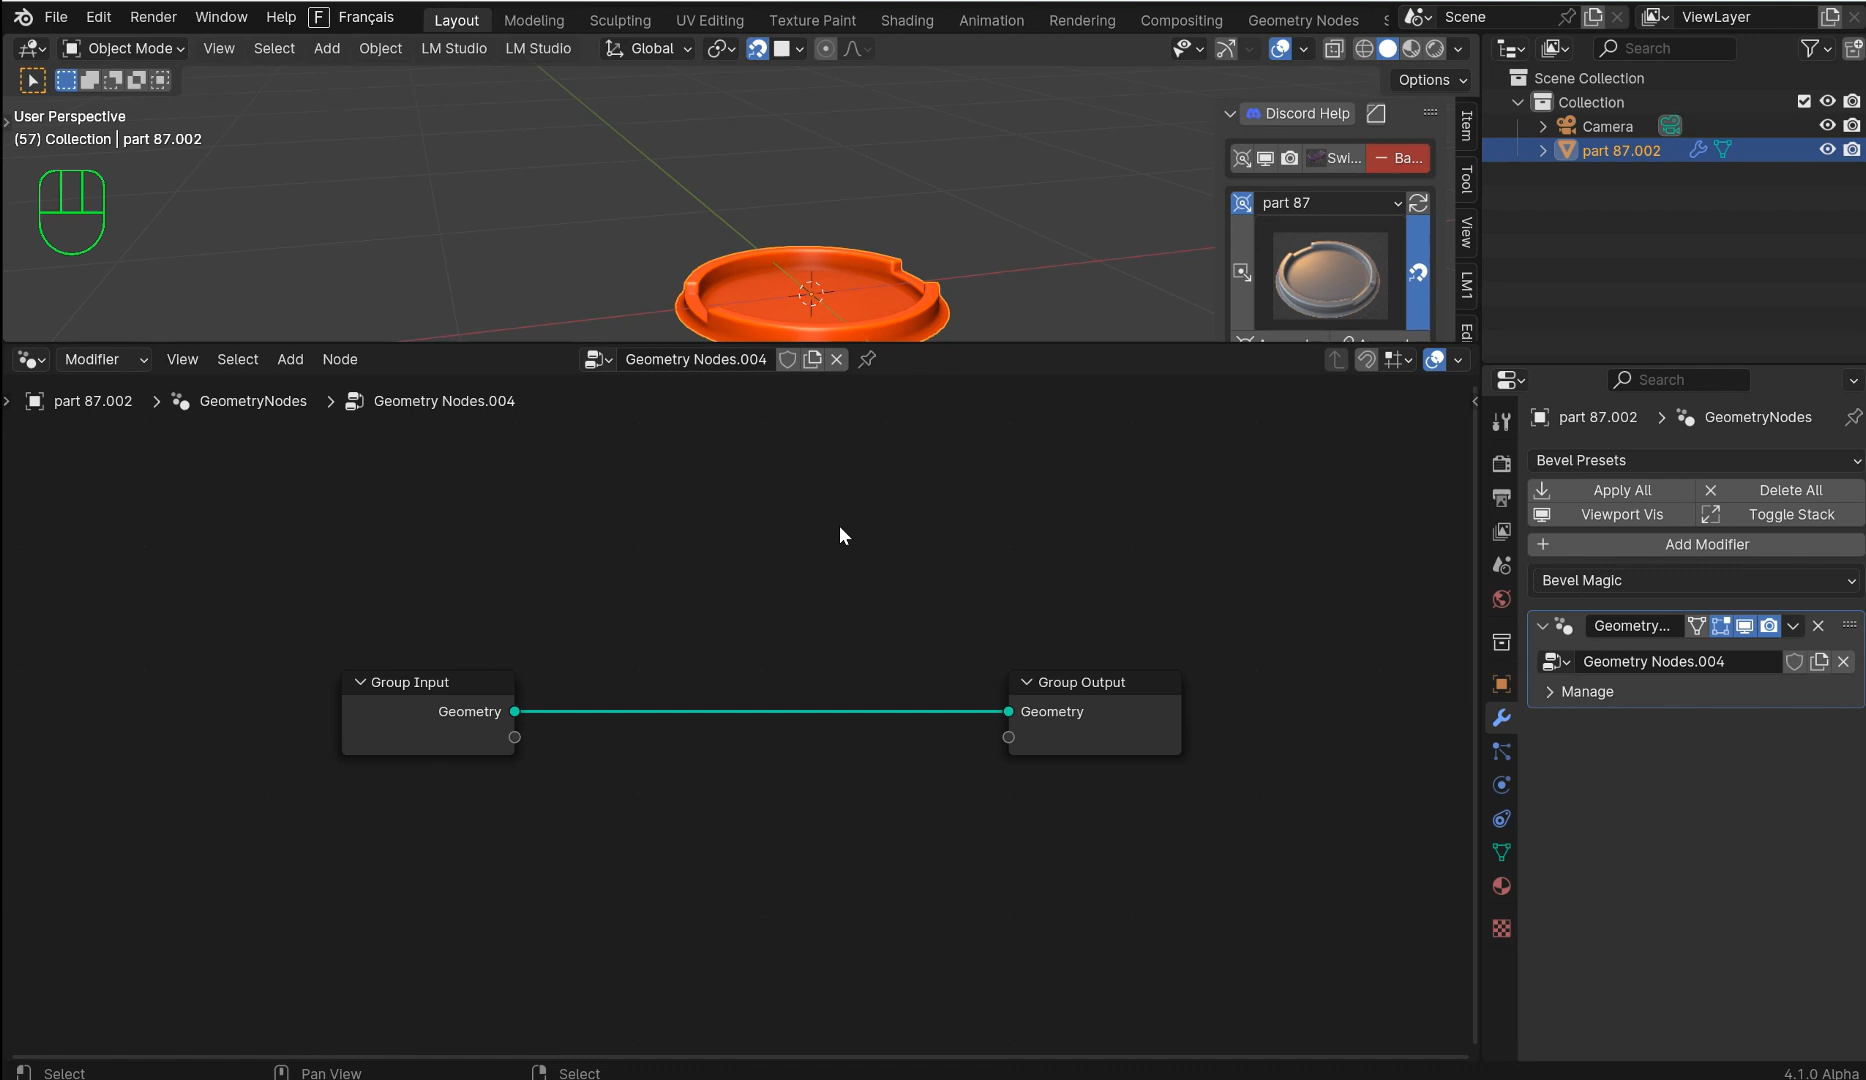 File Edit Render Window Help F Français Layout Modeling Sculpting UV Editing Texture Paint Shading Animation Rendering Compositing Geometry Nodes Scene ViewLayer
Object Mode View Select Add Object LM Studio LM Studio Global Search
Options
Scene Collection
Collection
Camera
part 87.002
User Perspective
(57) Collection | part 87.002
Discord Help
Swi... Ba...
part 87
Item
Tool
View
LM1
Modifier View Select Add Node Geometry Nodes.004
part 87.002 > GeometryNodes > Geometry Nodes.004
Group Input
Geometry
Group Output
Geometry
Search
part 87.002 > GeometryNodes
Bevel Presets
Apply All Delete All
Viewport Vis Toggle Stack
Add Modifier
Bevel Magic
Geometry...
Geometry Nodes.004
Manage
Select Pan View Select 4.1.0 Alpha